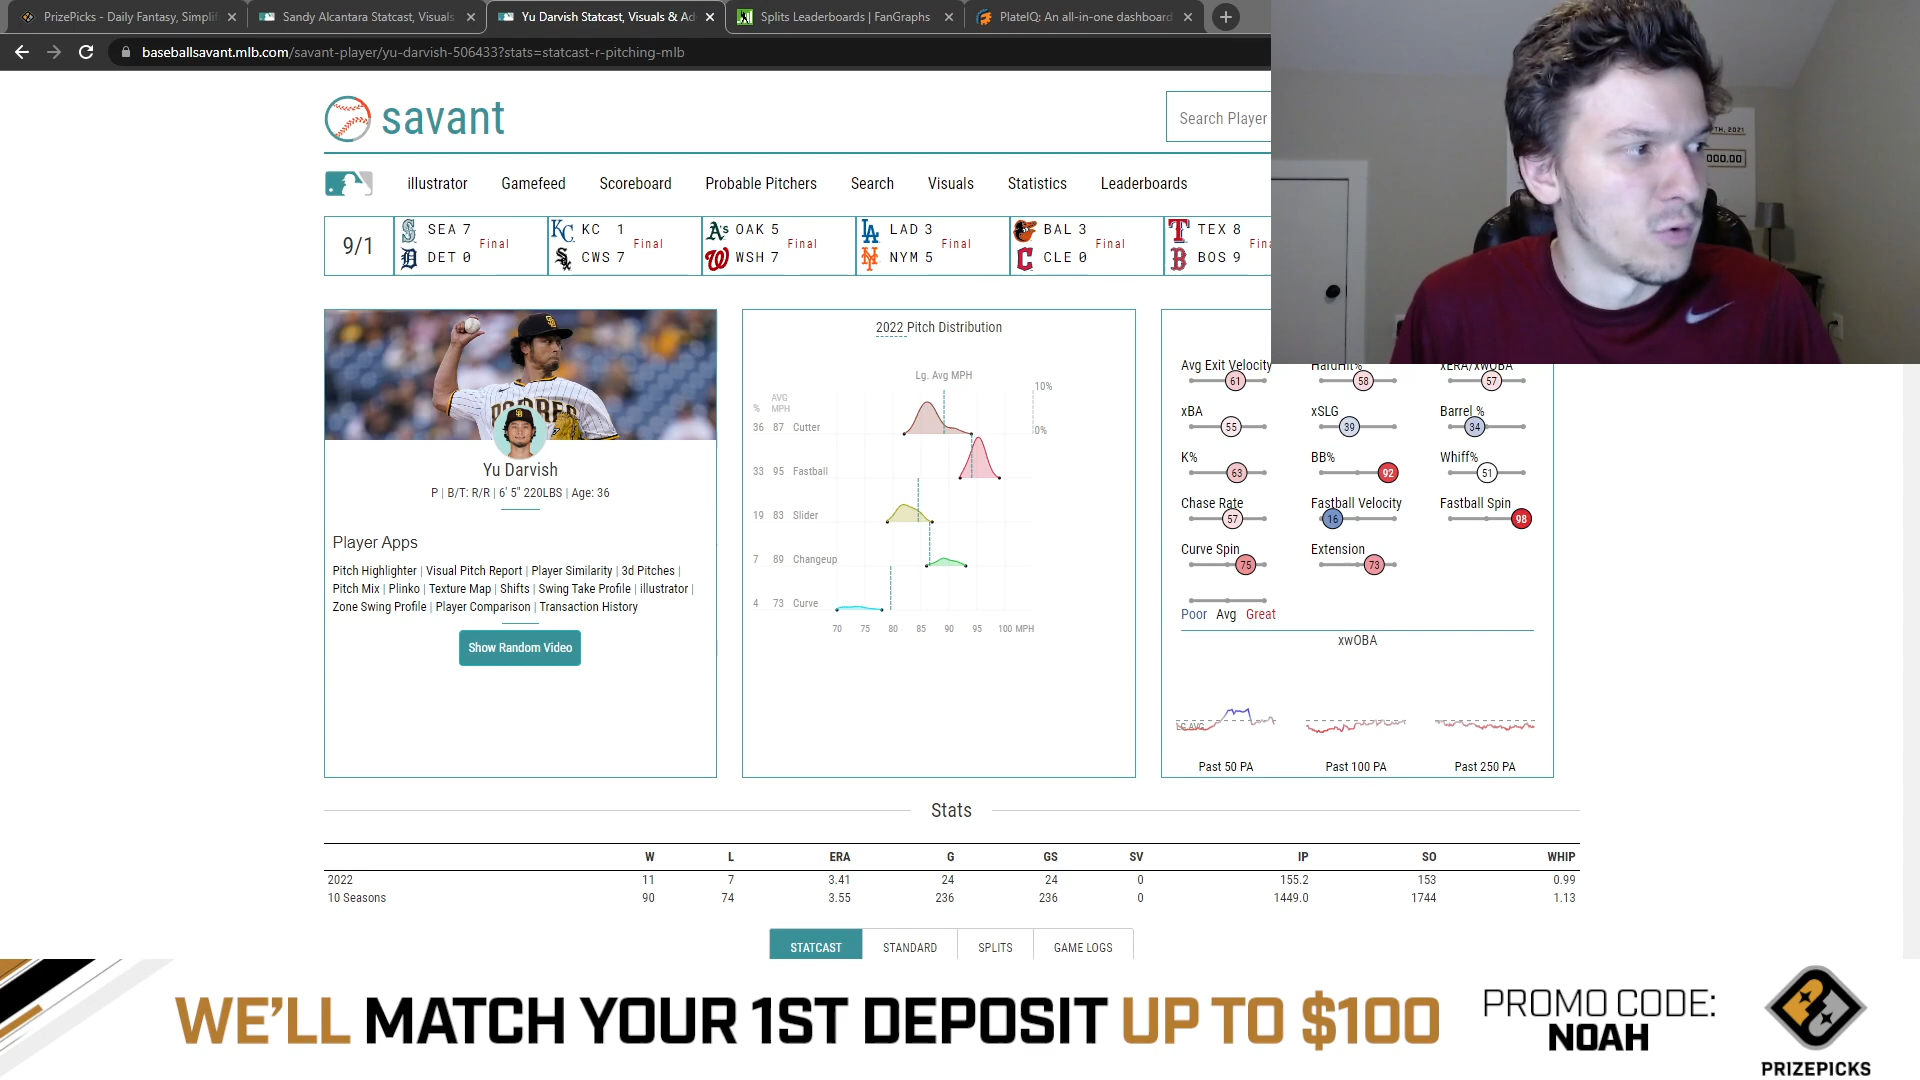 PrizePicks - Daily Fantasy, Simplif
Sandy Alcantara Statcast, Visuals
Yu Darvish Statcast, Visuals & Ad
Splits Leaderboards | FanGraphs
PlateIQ: An all-in-one dashboard
baseballsavant.mlb.com/savant-player/yu-darvish-506433?stats=statcast-r-pitching-mlb
savant
Search Player
illustrator Gamefeed Scoreboard Probable Pitchers Search Visuals Statistics Leaderboards
9/1
SEA 7
DET 0
Final
KC 1
CWS 7
Final
OAK 5
WSH 7
Final
LAD 3
NYM 5
Final
BAL 3
CLE 0
Final
TEX 8
BOS 9
TH, 2021
000.00
PADRES
Yu Darvish
P | B/T: R/R | 6' 5" 220LBS | Age: 36
Player Apps
Pitch Highlighter | Visual Pitch Report | Player Similarity | 3d Pitches |
Pitch Mix | Plinko | Texture Map | Shifts | Swing Take Profile | illustrator |
Zone Swing Profile | Player Comparison | Transaction History
Show Random Video
2022 Pitch Distribution
Lg. Avg MPH
10%
0%
% AVG MPH
36 87 Cutter
33 95 Fastball
19 83 Slider
7 89 Changeup
4 73 Curve
70 75 80 85 90 95 100 MPH
Avg Exit Velocity HardHit% xERA/xwOBA
61 58 57
xBA xSLG Barrel %
55 39 34
K% BB% Whiff%
63 92 51
Chase Rate Fastball Velocity Fastball Spin
57 16 98
Curve Spin Extension
75 73
Poor Avg Great
xwOBA
LG AVG
Past 50 PA Past 100 PA Past 250 PA
Stats
W L ERA G GS SV IP SO WHIP
2022 11 7 3.41 24 24 0 155.2 153 0.99
10 Seasons 90 74 3.55 236 236 0 1449.0 1744 1.13
STATCAST STANDARD SPLITS GAME LOGS
WE'LL MATCH YOUR 1ST DEPOSIT UP TO $100
PROMO CODE:
NOAH
PRIZEPICKS